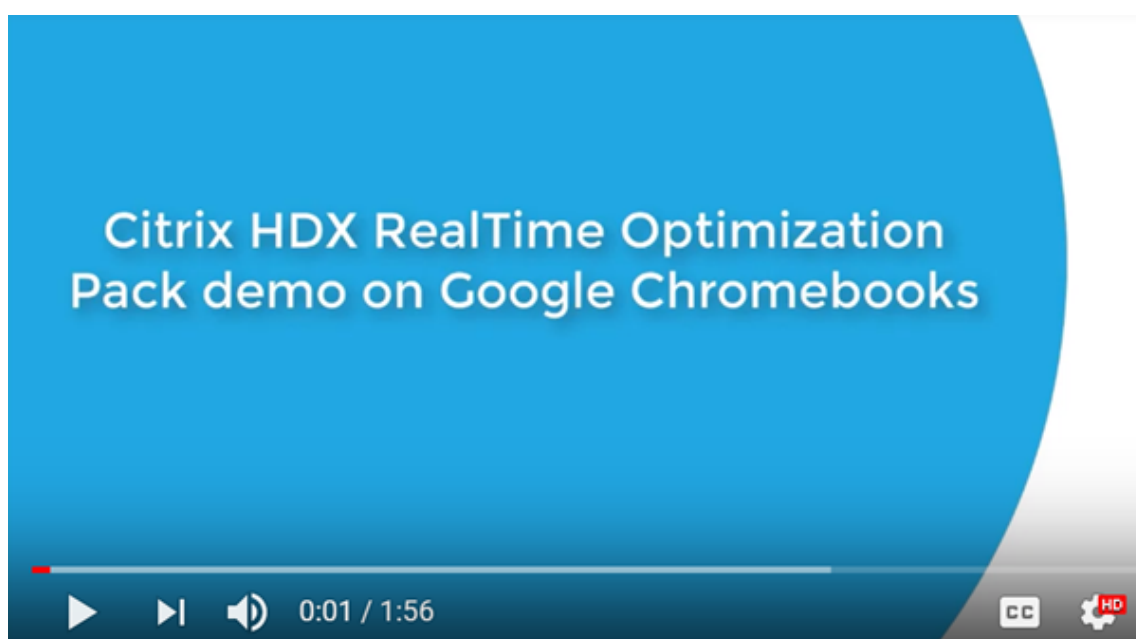 Citrix HDX RealTime Optimization
Pack demo on Google Chromebooks
0:01 / 1:56
CC
HD